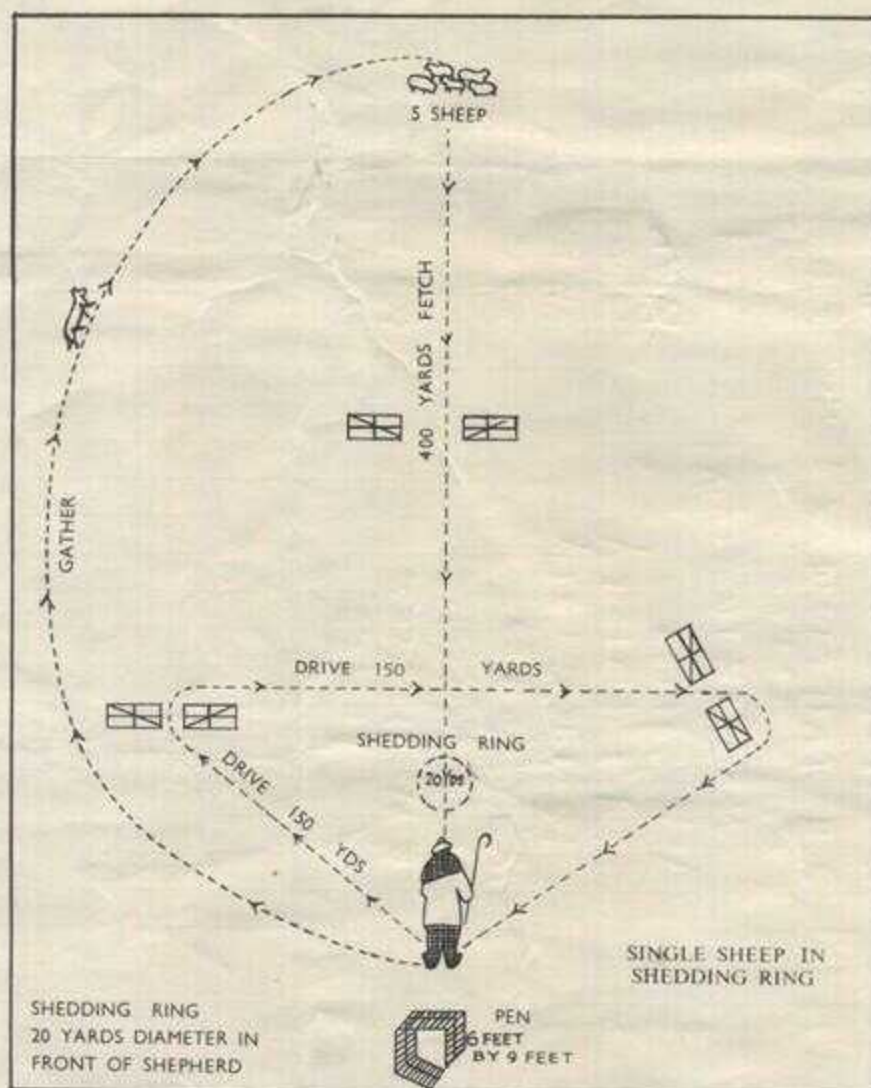 5 SHEEP
400 YARDS FETCH
GATHER
DRIVE 150 YARDS
SHEDDING RING
20 Yds
DRIVE 150 YDS
SINGLE SHEEP IN
SHEDDING RING
SHEDDING RING
20 YARDS DIAMETER IN
FRONT OF SHEPHERD
PEN
6 FEET
BY 9 FEET